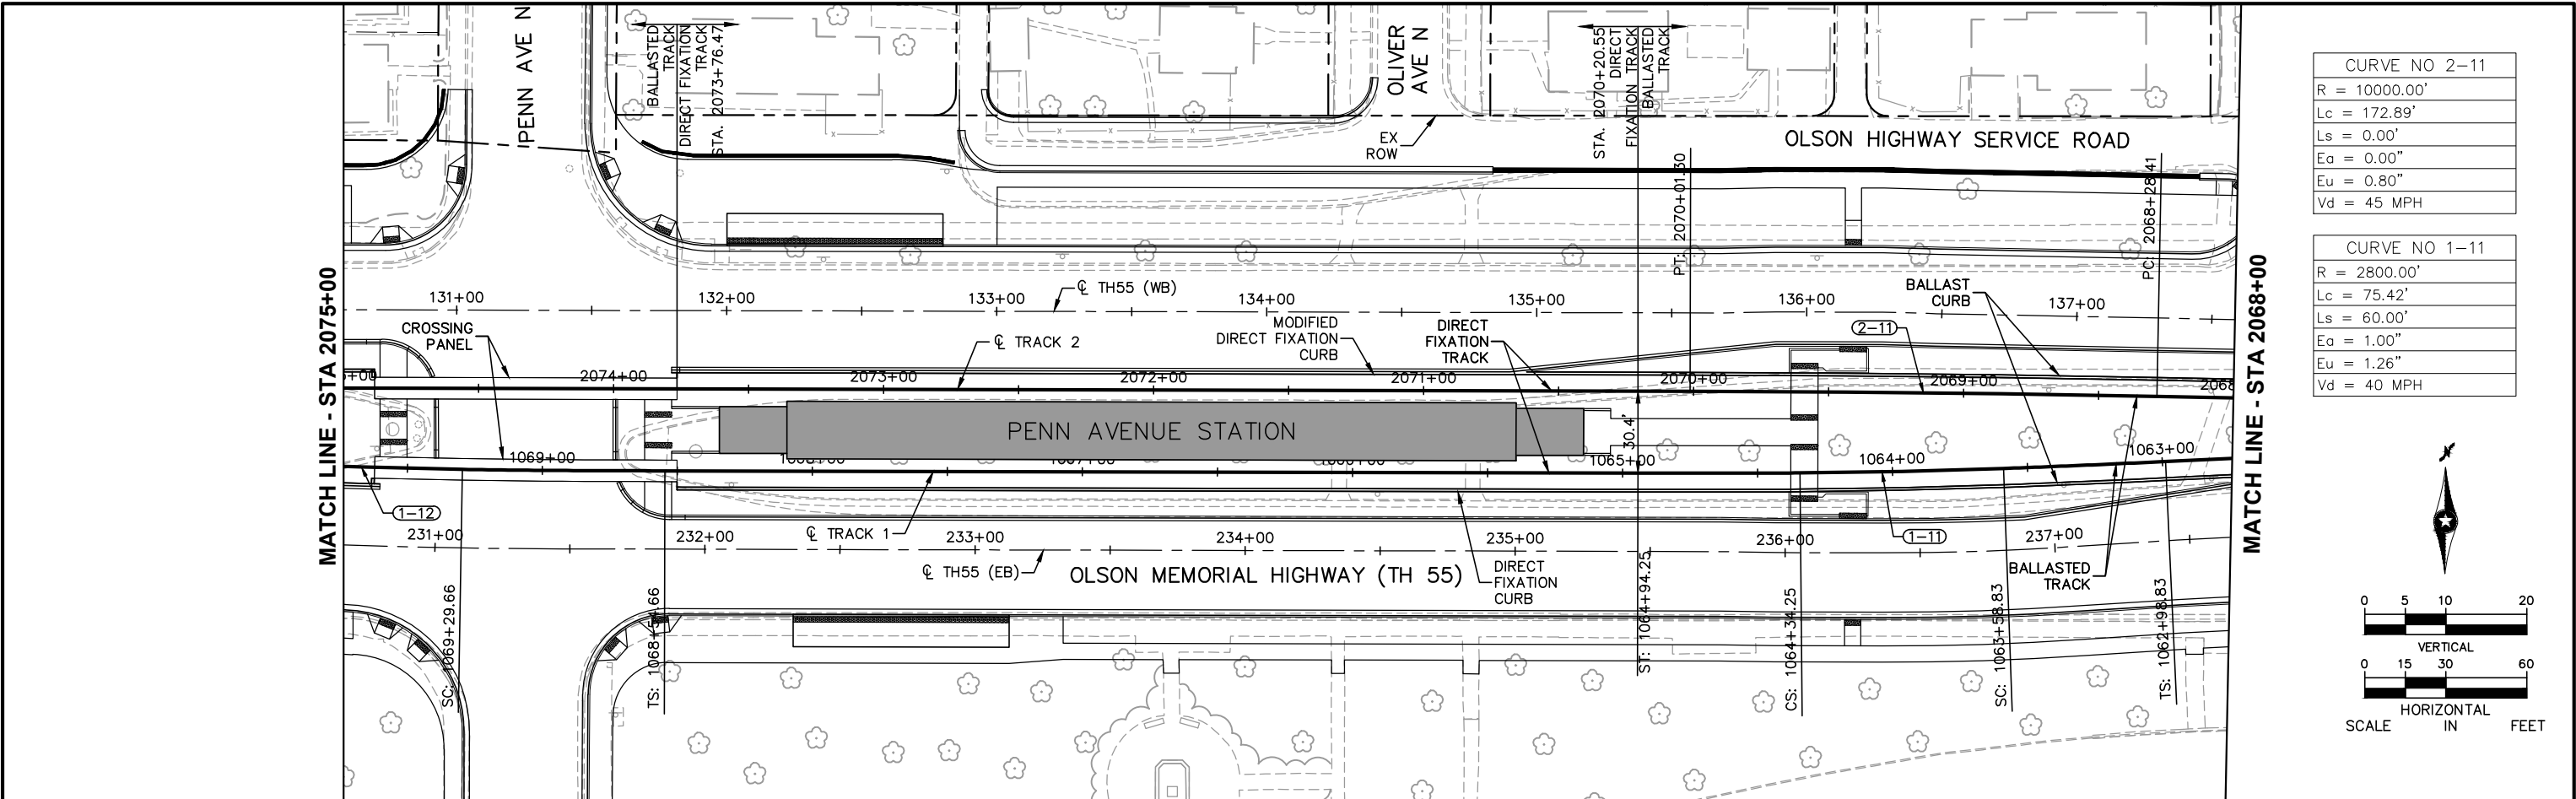 PENN AVE N
BALLASTED
TRACK
DIRECT FIXATION
TRACK
STA. 2073+76.47
OLIVER
AVE N
STA. 2070+20.55
DIRECT
FIXATION TRACK
BALLASTED
TRACK
EX
ROW
OLSON HIGHWAY SERVICE ROAD
PT: 2070+01.30
PC: 2068+28.41
MATCH LINE - STA 2075+00
131+00
132+00
133+00
134+00
135+00
136+00
137+00
℄ TH55 (WB)
CROSSING
PANEL
℄ TRACK 2
MODIFIED
DIRECT FIXATION
CURB
DIRECT
FIXATION
TRACK
2-11
BALLAST
CURB
2074+00
2073+00
2072+00
2071+00
2070+00
2069+00
2068
PENN AVENUE STATION
30.4'
1069+00
1065+00
1064+00
1063+00
1-12
℄ TRACK 1
1-11
231+00
232+00
233+00
234+00
235+00
236+00
237+00
℄ TH55 (EB)
OLSON MEMORIAL HIGHWAY (TH 55)
DIRECT
FIXATION
CURB
BALLASTED
TRACK
SC: 1069+29.66
TS: 1068+54.66
ST: 1064+94.25
CS: 1064+34.25
SC: 1063+58.83
TS: 1062+98.83
MATCH LINE - STA 2068+00
CURVE NO 2-11
R = 10000.00'
Lc = 172.89'
Ls = 0.00'
Ea = 0.00"
Eu = 0.80"
Vd = 45 MPH
CURVE NO 1-11
R = 2800.00'
Lc = 75.42'
Ls = 60.00'
Ea = 1.00"
Eu = 1.26"
Vd = 40 MPH
0 5 10 20
VERTICAL
0 15 30 60
HORIZONTAL
SCALE IN FEET